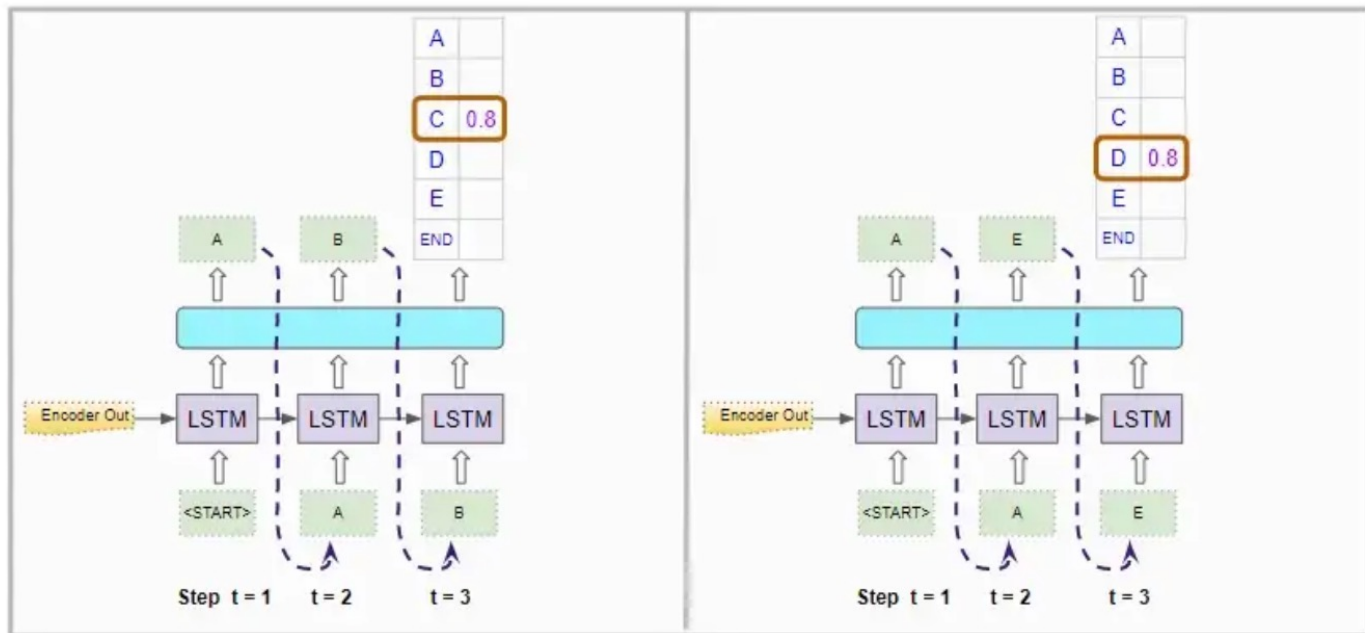 A
B
C 0.8
D
E
END
A B
LSTM LSTM LSTM
Encoder Out
<START> A B
Step t = 1 t = 2 t = 3
A
B
C
D 0.8
E
END
A E
LSTM LSTM LSTM
Encoder Out
<START> A E
Step t = 1 t = 2 t = 3